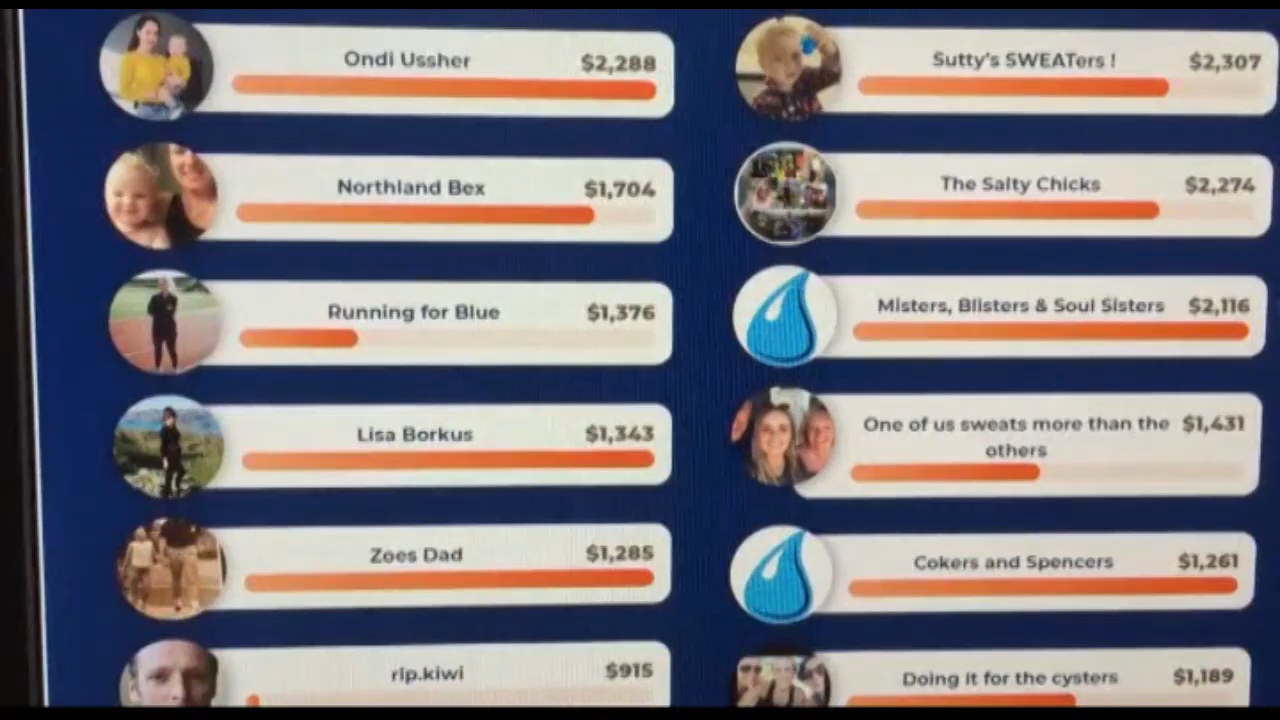 Ondi Ussher $2,288
Northland Bex $1,704
Running for Blue $1,376
Lisa Borkus $1,343
Zoes Dad $1,285
rlp.kiwi $915
Sutty's SWEATers ! $2,307
The Salty Chicks $2,274
Misters, Blisters & Soul Sisters $2,116
One of us sweats more than the $1,431
others
Cokers and Spencers $1,261
Doing it for the cysters $1,189